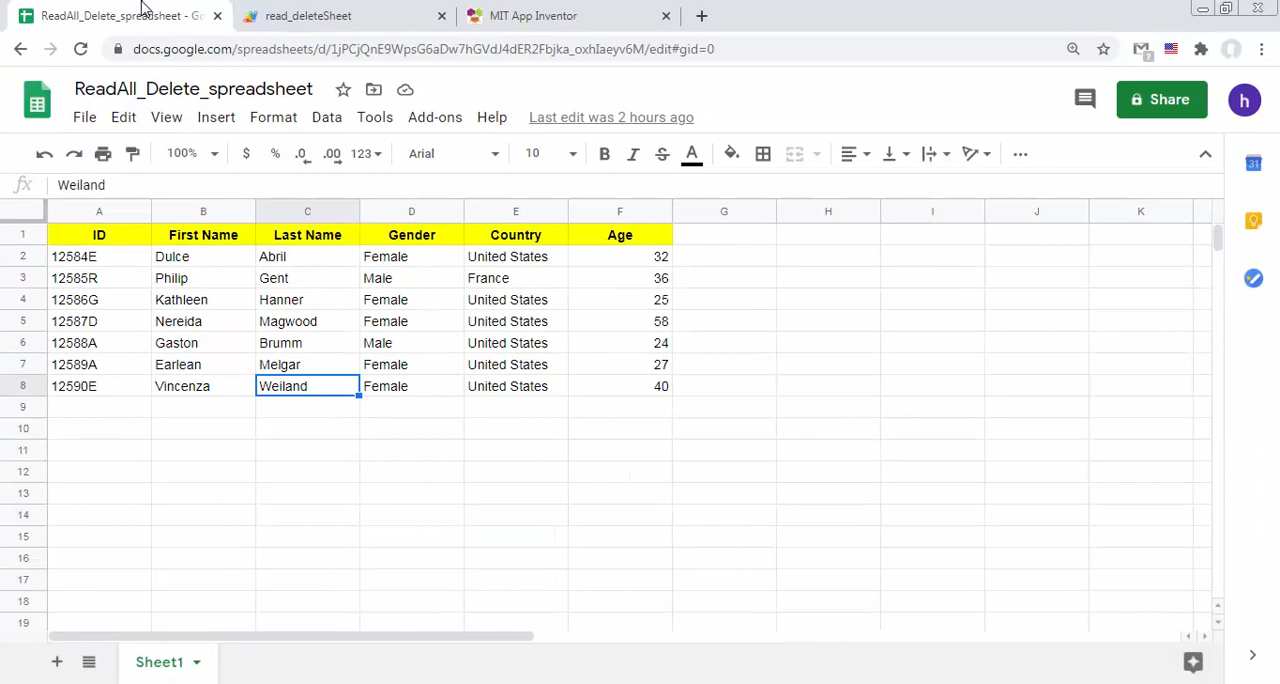 ReadAll_Delete_spreadsheet - Go
read_deleteSheet
MIT App Inventor
docs.google.com/spreadsheets/d/1jPCjQnE9WpsG6aDw7hGVdJ4dER2Fbjka_oxhIaeyv6M/edit#gid=0
ReadAll_Delete_spreadsheet
Share
h
File Edit View Insert Format Data Tools Add-ons Help Last edit was 2 hours ago
100% $ % .0 .00 123 Arial 10 B I S A
fx Weiland
A B C D E F G H I J K
1 ID First Name Last Name Gender Country Age
2 12584E Dulce Abril Female United States 32
3 12585R Philip Gent Male France 36
4 12586G Kathleen Hanner Female United States 25
5 12587D Nereida Magwood Female United States 58
6 12588A Gaston Brumm Male United States 24
7 12589A Earlean Melgar Female United States 27
8 12590E Vincenza Weiland Female United States 40
9
10
11
12
13
14
15
16
17
18
19
Sheet1
31